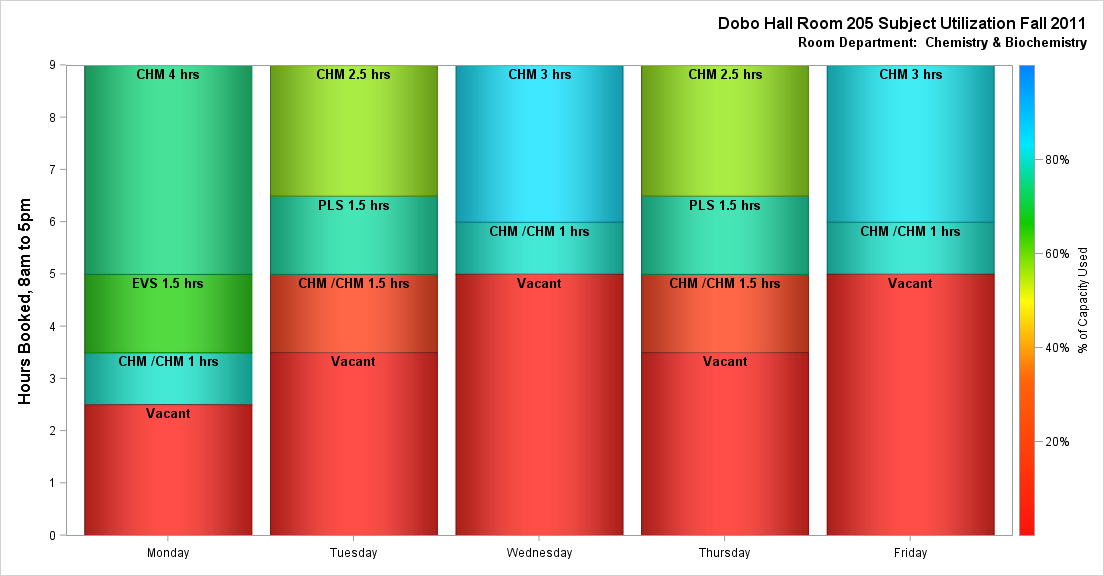 Dobo Hall Room 205 Subject Utilization Fall 2011
Room Department:  Chemistry & Biochemistry
Hours Booked, 8am to 5pm
9
8
7
6
5
4
3
2
1
0
CHM 4 hrs
EVS 1.5 hrs
CHM /CHM 1 hrs
Vacant
CHM 2.5 hrs
PLS 1.5 hrs
CHM /CHM 1.5 hrs
Vacant
CHM 3 hrs
CHM /CHM 1 hrs
Vacant
CHM 2.5 hrs
PLS 1.5 hrs
CHM /CHM 1.5 hrs
Vacant
CHM 3 hrs
CHM /CHM 1 hrs
Vacant
Monday
Tuesday
Wednesday
Thursday
Friday
80%
60%
40%
20%
% of Capacity Used